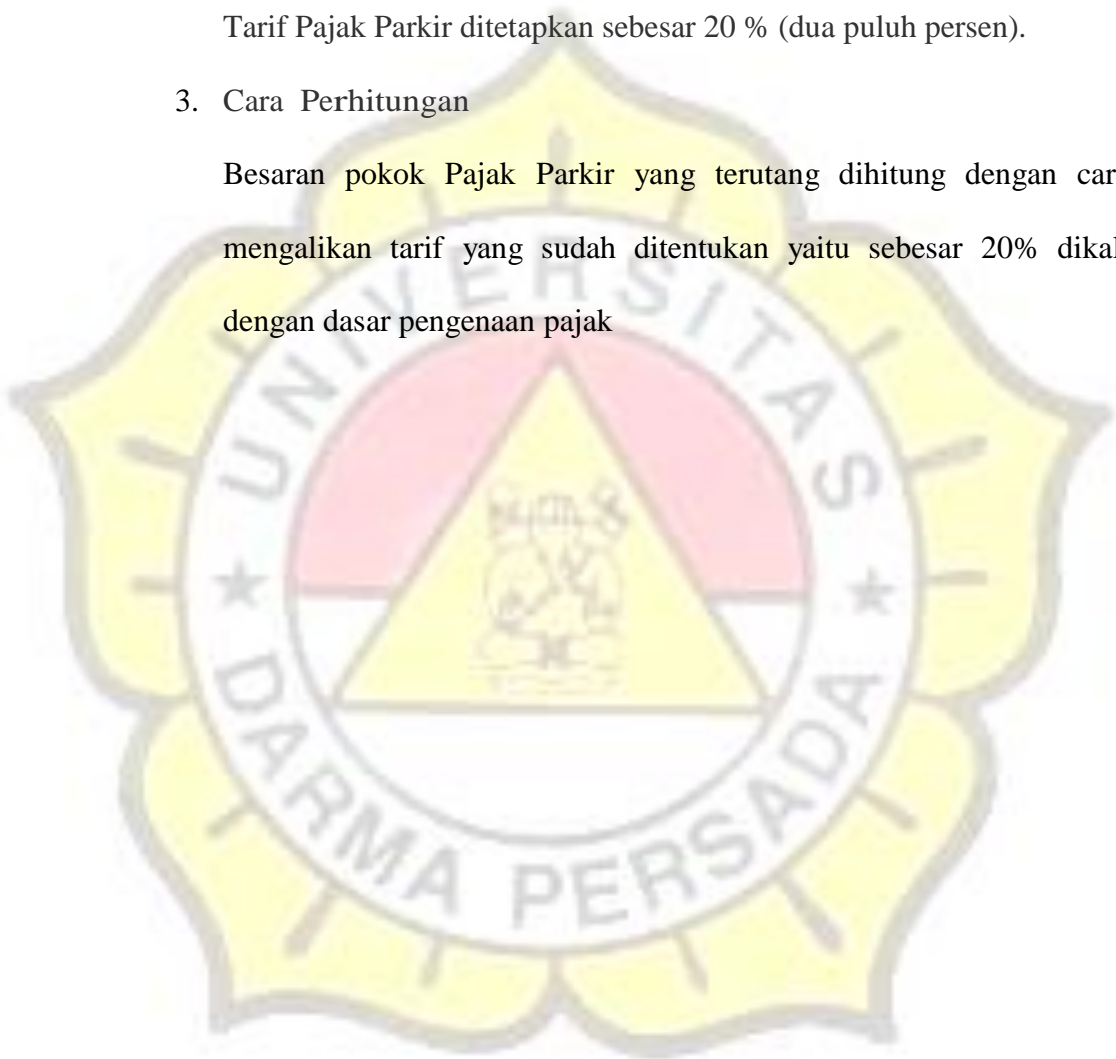 Tarif Pajak Parkir ditetapkan sebesar 20 % (dua puluh persen).
3. Cara Perhitungan
Besaran pokok Pajak Parkir yang terutang dihitung dengan car
mengalikan tarif yang sudah ditentukan yaitu sebesar 20% dikal
dengan dasar pengenaan pajak
UNIVERSITAS
DARMA PERSADA